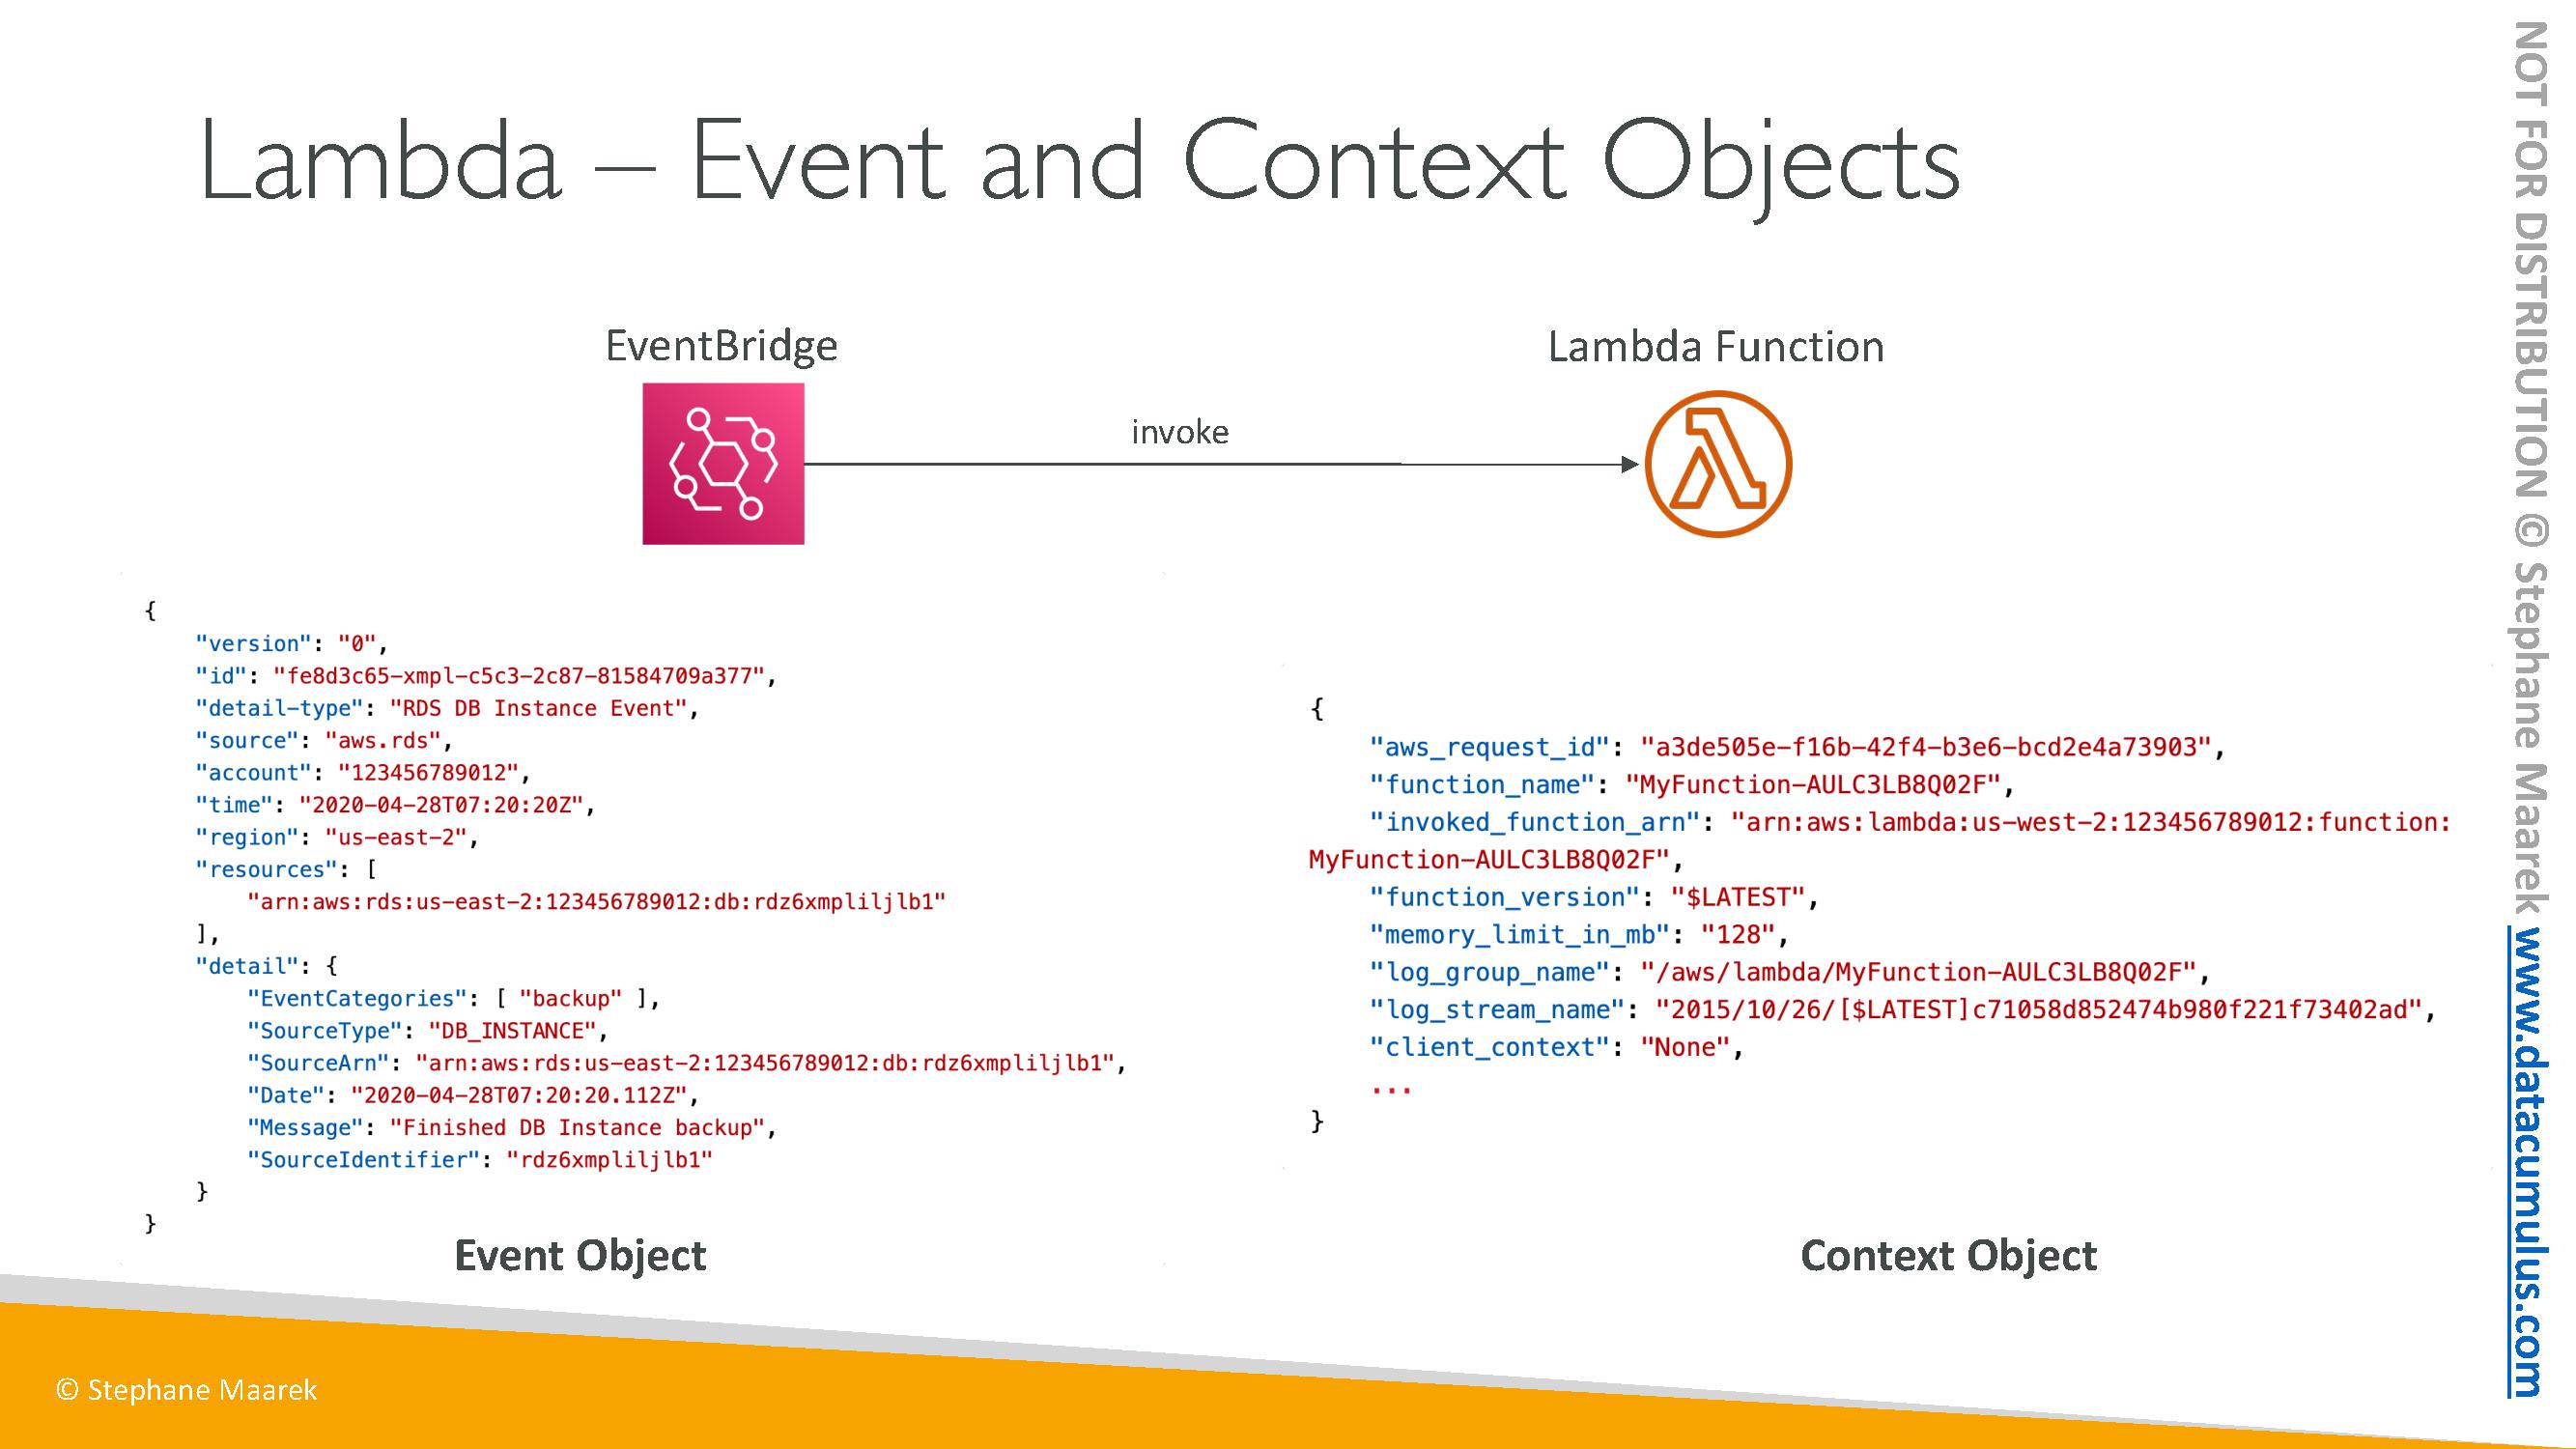 Lambda – Event and Context Objects
EventBridge
Lambda Function
invoke
{
"version": "0",
"id": "fe8d3c65-xmpl-c5c3-2c87-81584709a377",
"detail-type": "RDS DB Instance Event",
"source": "aws.rds",
"account": "123456789012",
"time": "2020-04-28T07:20:20Z",
"region": "us-east-2",
"resources": [
"arn:aws:rds:us-east-2:123456789012:db:rdz6xmpliljlb1"
],
"detail": {
"EventCategories": [ "backup" ],
"SourceType": "DB_INSTANCE",
"SourceArn": "arn:aws:rds:us-east-2:123456789012:db:rdz6xmpliljlb1",
"Date": "2020-04-28T07:20:20.112Z",
"Message": "Finished DB Instance backup",
"SourceIdentifier": "rdz6xmpliljlb1"
}
}
Event Object
{
"aws_request_id": "a3de505e-f16b-42f4-b3e6-bcd2e4a73903",
"function_name": "MyFunction-AULC3LB8Q02F",
"invoked_function_arn": "arn:aws:lambda:us-west-2:123456789012:function:
MyFunction-AULC3LB8Q02F",
"function_version": "$LATEST",
"memory_limit_in_mb": "128",
"log_group_name": "/aws/lambda/MyFunction-AULC3LB8Q02F",
"log_stream_name": "2015/10/26/[$LATEST]c71058d852474b980f221f73402ad",
"client_context": "None",
...
}
Context Object
© Stephane Maarek
NOT FOR DISTRIBUTION © Stephane Maarek www.datacumulus.com